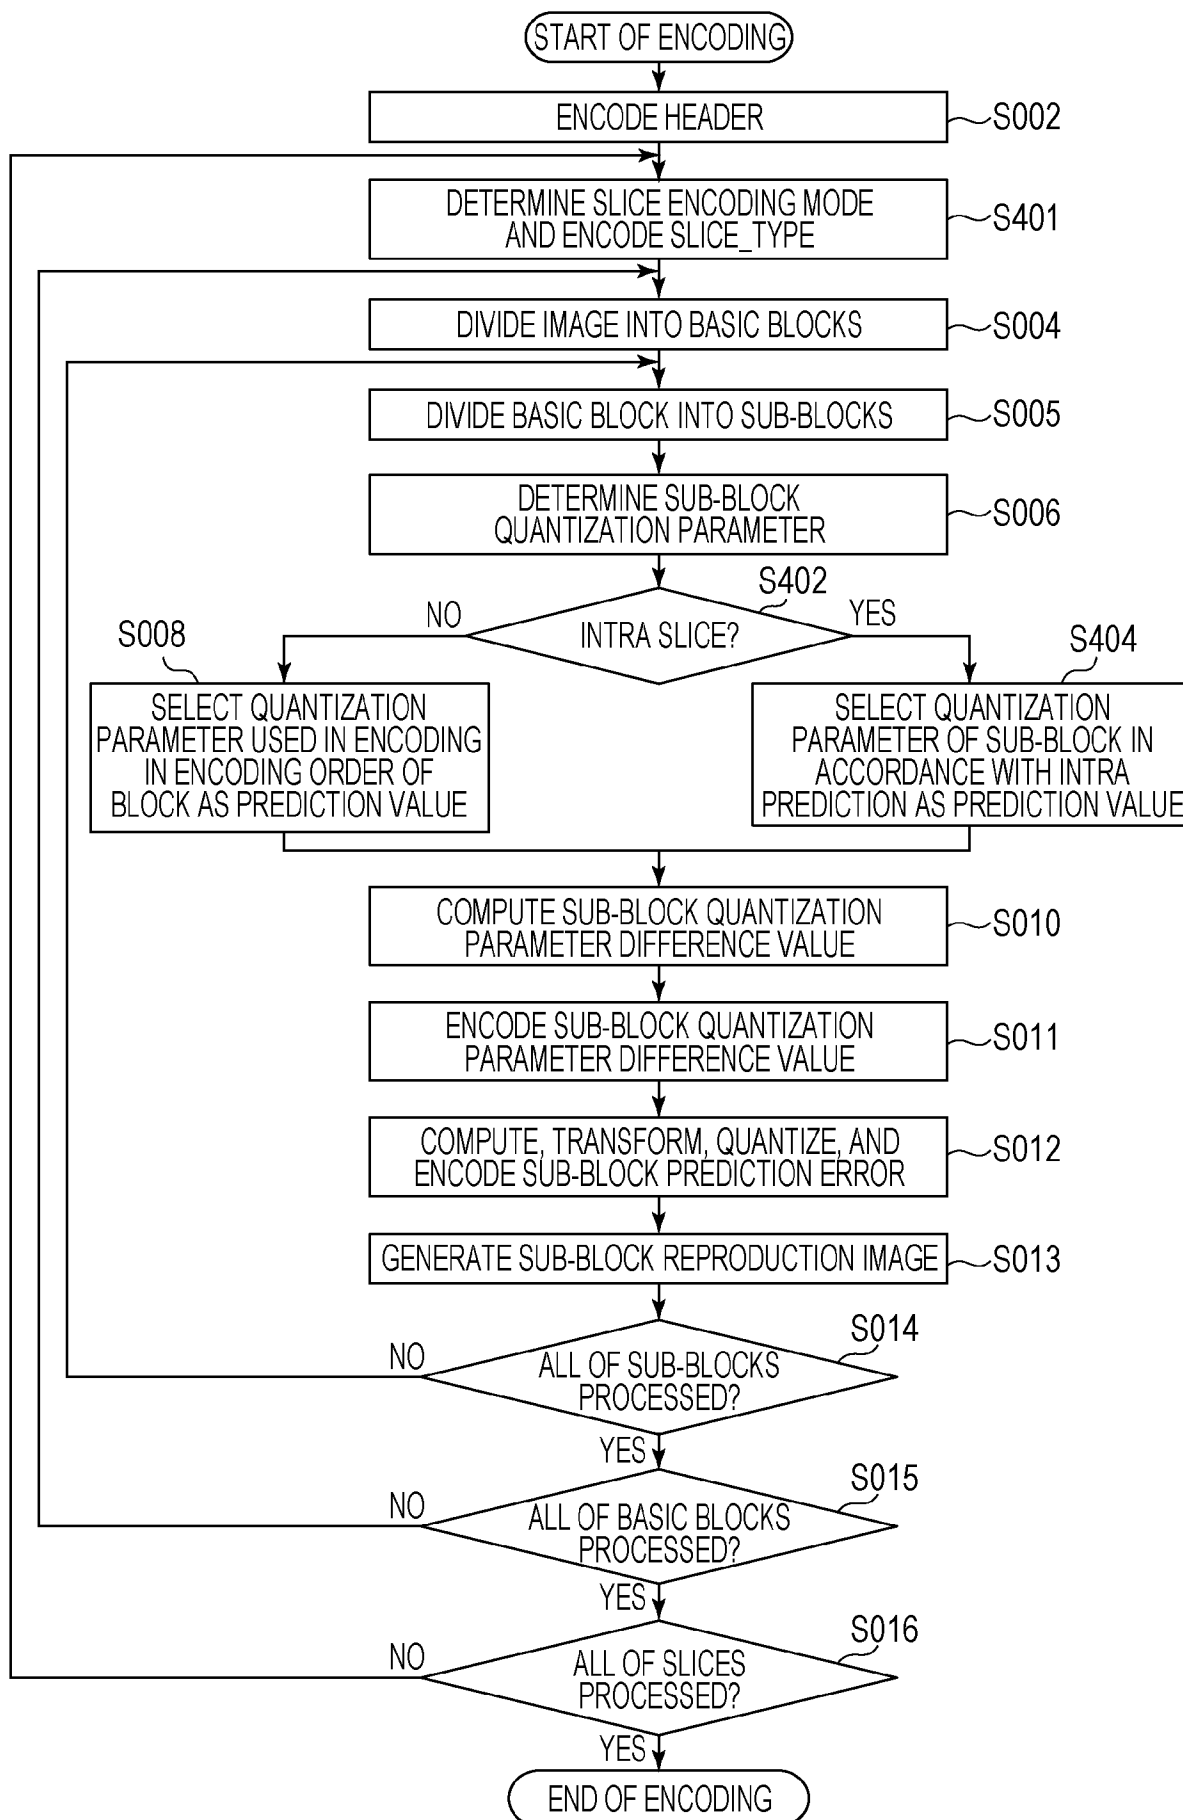 START OF ENCODING
ENCODE HEADER
S002
DETERMINE SLICE ENCODING MODE
AND ENCODE SLICE_TYPE
S401
DIVIDE IMAGE INTO BASIC BLOCKS
S004
DIVIDE BASIC BLOCK INTO SUB-BLOCKS
S005
DETERMINE SUB-BLOCK
QUANTIZATION PARAMETER
S006
S402
NO
INTRA SLICE?
YES
S008
SELECT QUANTIZATION
PARAMETER USED IN ENCODING
IN ENCODING ORDER OF
BLOCK AS PREDICTION VALUE
S404
SELECT QUANTIZATION
PARAMETER OF SUB-BLOCK IN
ACCORDANCE WITH INTRA
PREDICTION AS PREDICTION VALUE
COMPUTE SUB-BLOCK QUANTIZATION
PARAMETER DIFFERENCE VALUE
S010
ENCODE SUB-BLOCK QUANTIZATION
PARAMETER DIFFERENCE VALUE
S011
COMPUTE, TRANSFORM, QUANTIZE, AND
ENCODE SUB-BLOCK PREDICTION ERROR
S012
GENERATE SUB-BLOCK REPRODUCTION IMAGE
S013
S014
NO
ALL OF SUB-BLOCKS
PROCESSED?
YES
S015
NO
ALL OF BASIC BLOCKS
PROCESSED?
YES
S016
NO
ALL OF SLICES
PROCESSED?
YES
END OF ENCODING